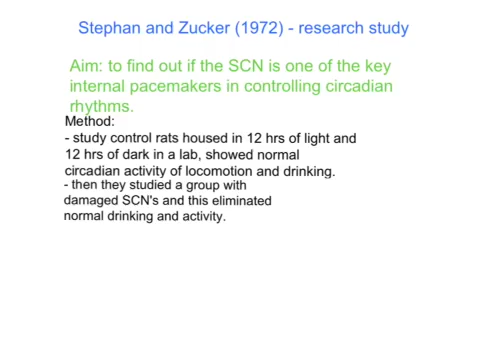 Stephan and Zucker (1972) - research study
Aim: to find out if the SCN is one of the key
internal pacemakers in controlling circadian
rhythms.
Method:
- study control rats housed in 12 hrs of light and
12 hrs of dark in a lab, showed normal
circadian activity of locomotion and drinking.
- then they studied a group with
damaged SCN's and this eliminated
normal drinking and activity.